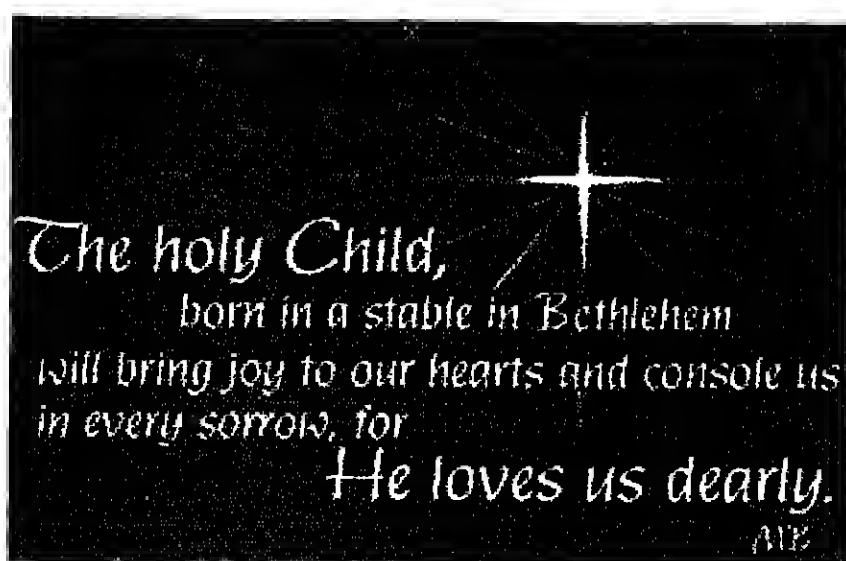 The holy Child,
born in a stable in Bethlehem
will bring joy to our hearts and console us
in every sorrow, for
He loves us dearly.